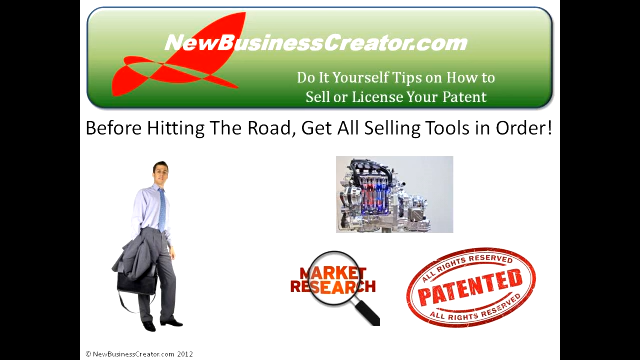 NewBusinessCreator.com
Do It Yourself Tips on How to
Sell or License Your Patent
Before Hitting The Road, Get All Selling Tools in Order!
MARKET
RESEARCH
ALL RIGHTS RESERVED
PATENTED
ALL RIGHTS RESERVED
© NewBusinessCreator.com 2012